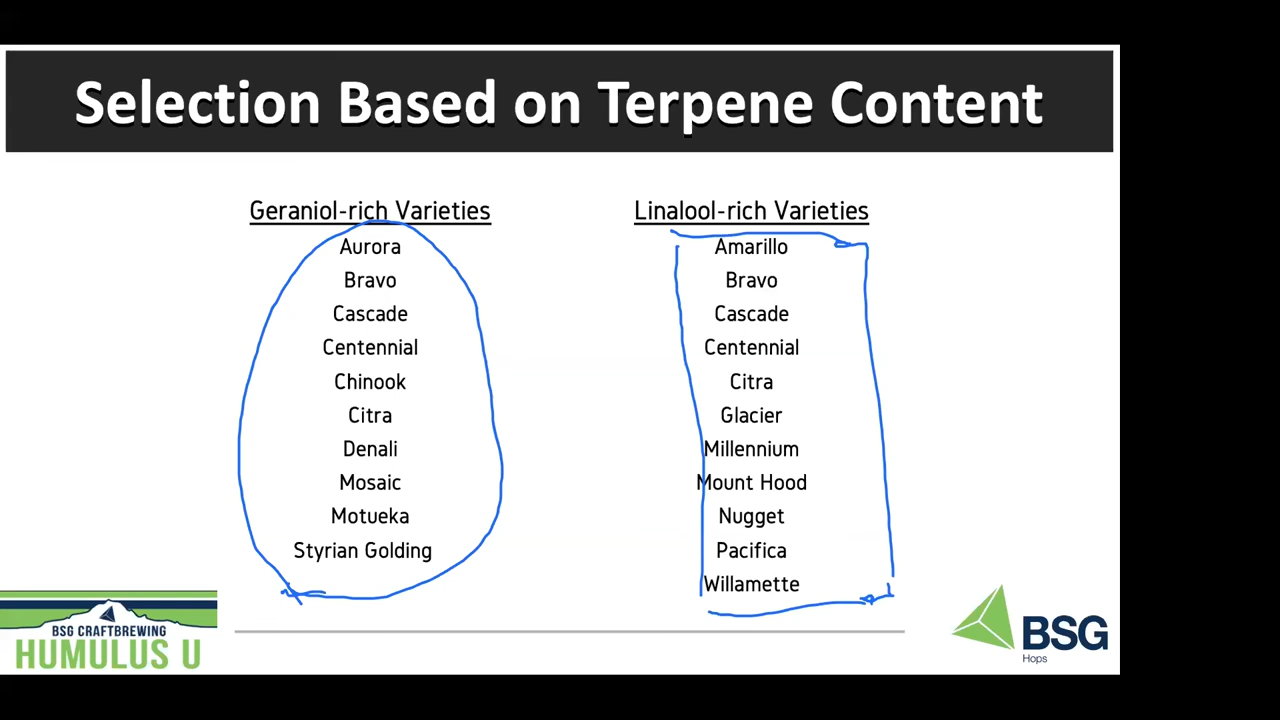 Selection Based on Terpene Content
Geraniol-rich Varieties
Aurora
Bravo
Cascade
Centennial
Chinook
Citra
Denali
Mosaic
Motueka
Styrian Golding
Linalool-rich Varieties
Amarillo
Bravo
Cascade
Centennial
Citra
Glacier
Millennium
Mount Hood
Nugget
Pacifica
Willamette
BSG CRAFTBREWING
HUMULUS U
BSG
Hops